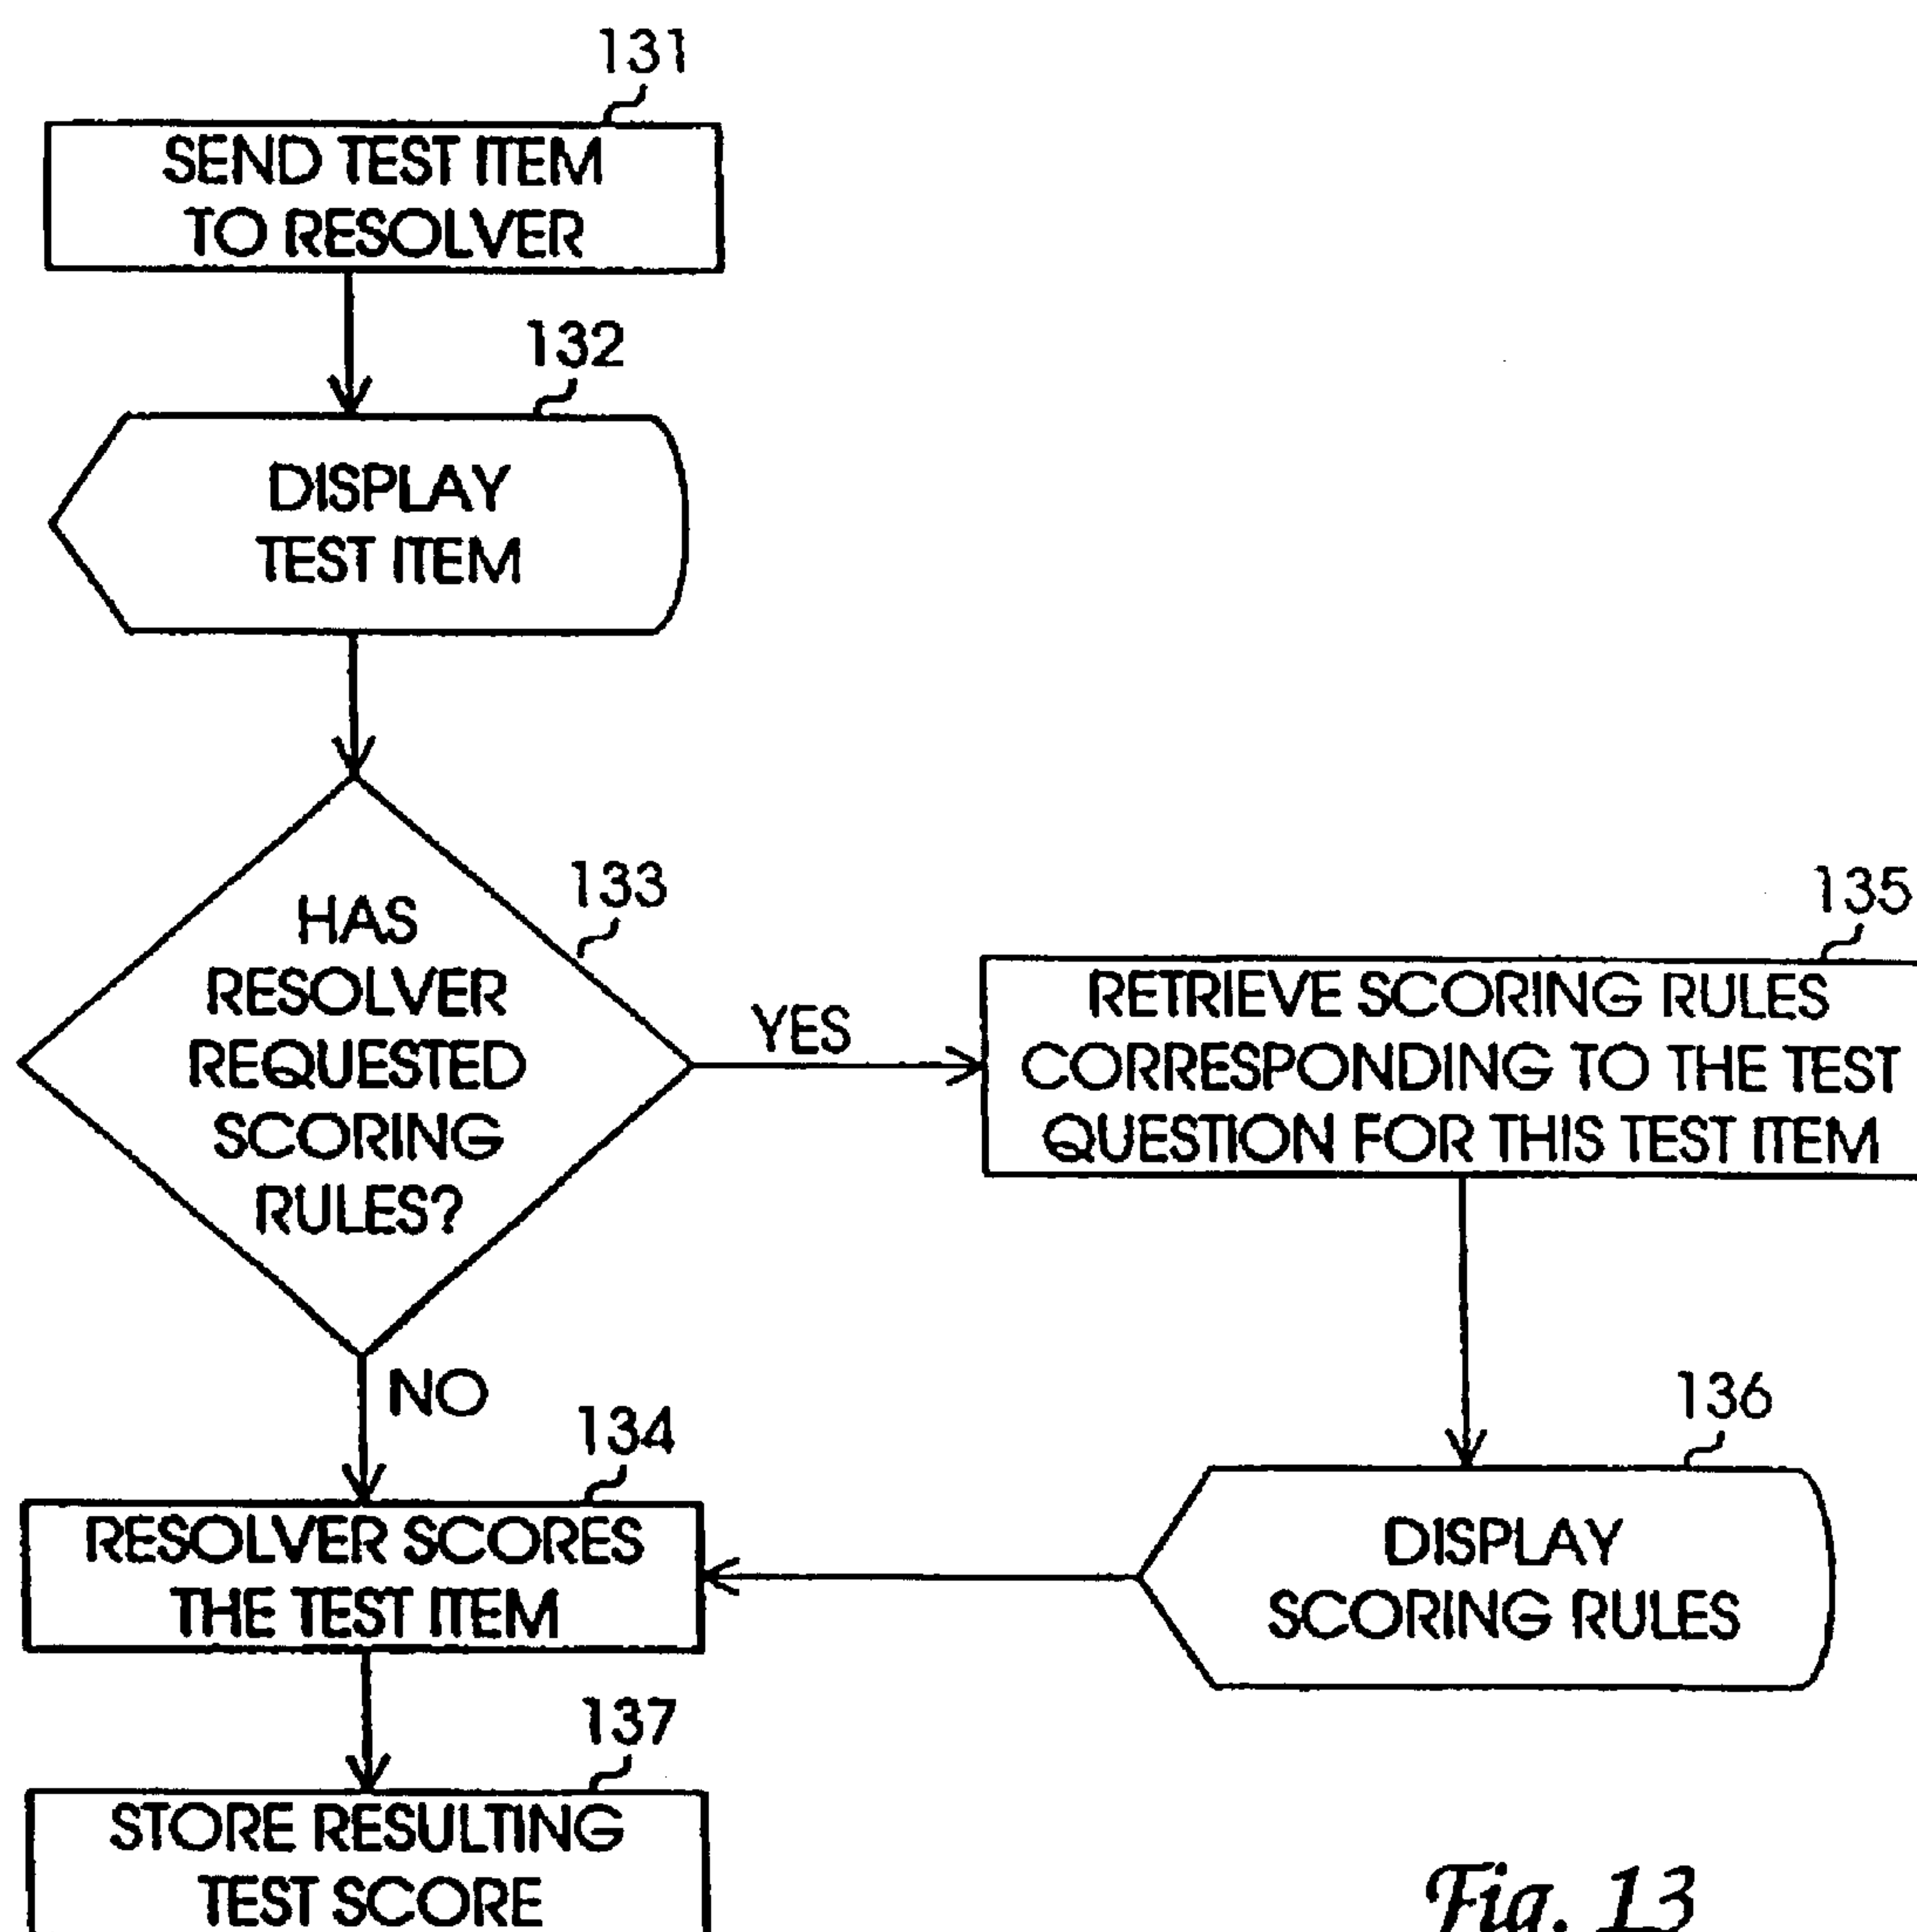 131
SEND TEST ITEM
TO RESOLVER
132
DISPLAY
TEST ITEM
133
HAS
RESOLVER
REQUESTED
SCORING
RULES?
YES
135
RETRIEVE SCORING RULES
CORRESPONDING TO THE TEST
QUESTION FOR THIS TEST ITEM
NO
134
RESOLVER SCORES
THE TEST ITEM
136
DISPLAY
SCORING RULES
137
STORE RESULTING
TEST SCORE
Fig. 13